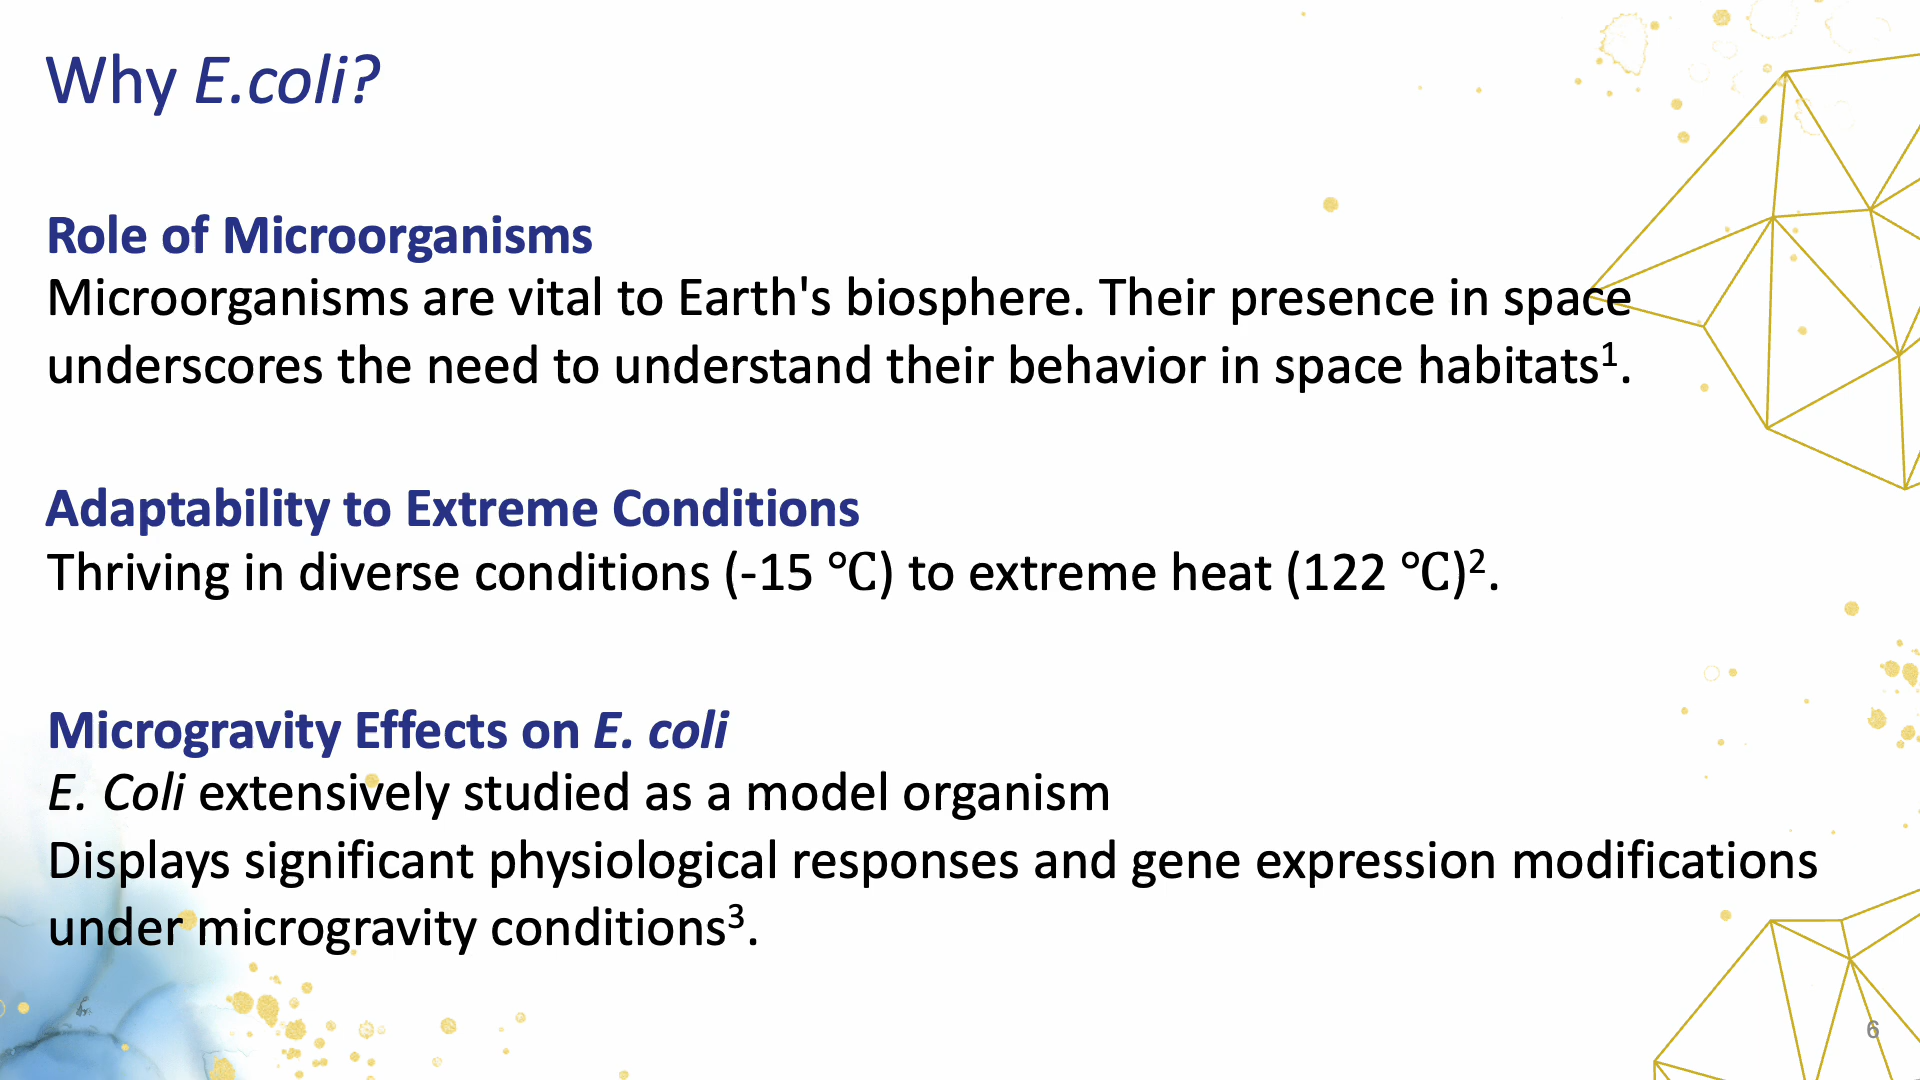 Why E.coli?
Role of Microorganisms
Microorganisms are vital to Earth's biosphere. Their presence in space
underscores the need to understand their behavior in space habitats¹.
Adaptability to Extreme Conditions
Thriving in diverse conditions (-15 ℃) to extreme heat (122 ℃)².
Microgravity Effects on E. coli
E. Coli extensively studied as a model organism
Displays significant physiological responses and gene expression modifications
under microgravity conditions³.
6